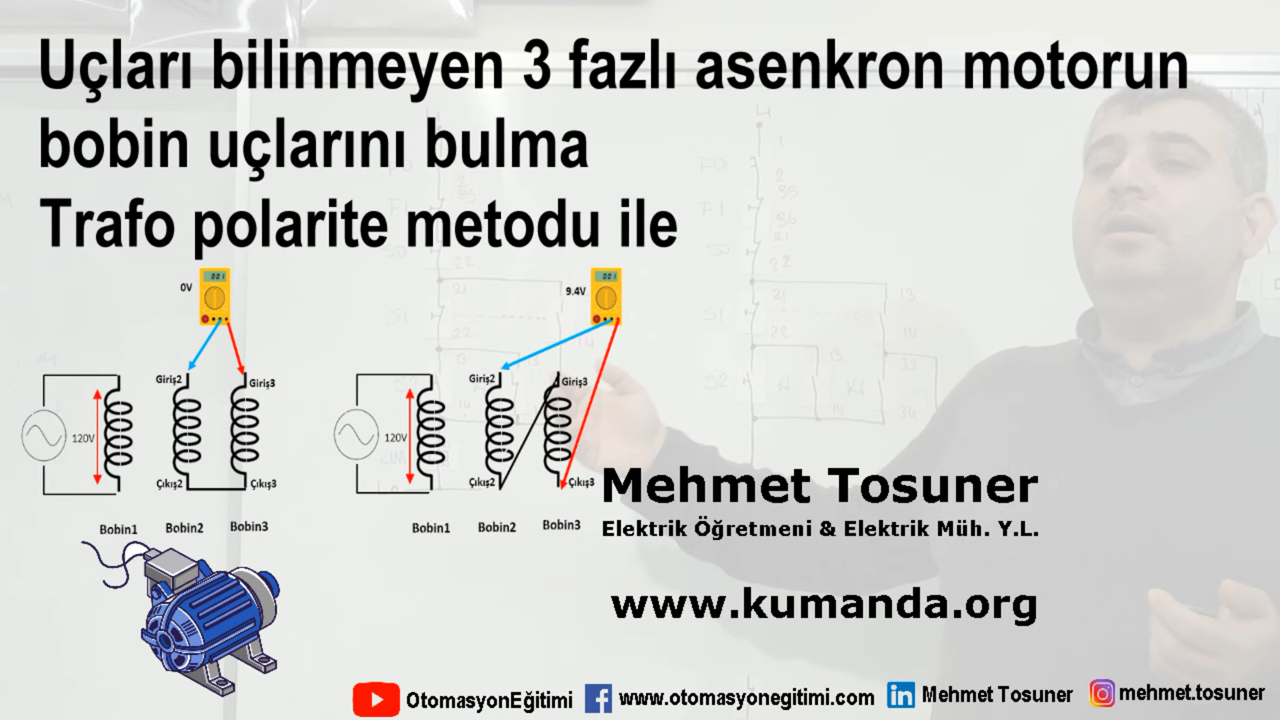 Uçları bilinmeyen 3 fazlı asenkron motorun
bobin uçlarını bulma
Trafo polarite metodu ile
0V
001
9.4V
001
Giriş2
Giriş3
120V
Çıkış2
Çıkış3
Bobin1
Bobin2
Bobin3
Giriş2
Giriş3
120V
Çıkış2
Çıkış3
Bobin1
Bobin2
Bobin3
Mehmet Tosuner
Elektrik Öğretmeni & Elektrik Müh. Y.L.
www.kumanda.org
OtomasyonEğitimi
www.otomasyonegitimi.com
Mehmet Tosuner
mehmet.tosuner